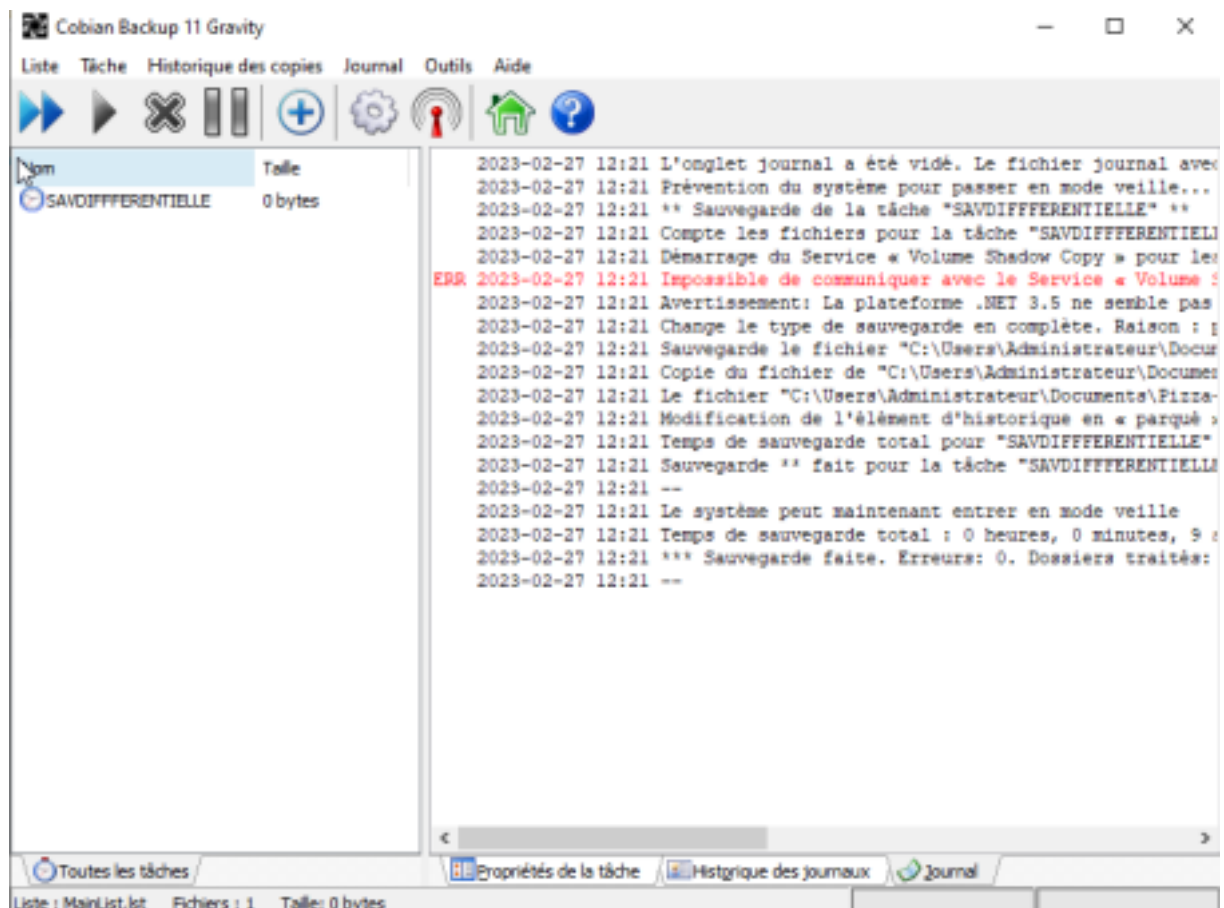 Cobian Backup 11 Gravity
Liste Tâche Historique des copies Journal Outils Aide
Nom Taille
SAVDIFFFERENTIELLE 0 bytes
2023-02-27 12:21 L'onglet journal a été vidé. Le fichier journal avec
2023-02-27 12:21 Prévention du système pour passer en mode veille...
2023-02-27 12:21 ** Sauvegarde de la tâche "SAVDIFFFERENTIELLE" **
2023-02-27 12:21 Compte les fichiers pour la tâche "SAVDIFFFERENTIELL
2023-02-27 12:21 Démarrage du Service « Volume Shadow Copy » pour les
ERR 2023-02-27 12:21 Impossible de communiquer avec le Service « Volume S
2023-02-27 12:21 Avertissement: La plateforme .NET 3.5 ne semble pas
2023-02-27 12:21 Change le type de sauvegarde en complète. Raison : p
2023-02-27 12:21 Sauvegarde le fichier "C:\Users\Administrateur\Docum
2023-02-27 12:21 Copie du fichier de "C:\Users\Administrateur\Documen
2023-02-27 12:21 Le fichier "C:\Users\Administrateur\Documents\Pizza-
2023-02-27 12:21 Modification de l'élément d'historique en « parqué »
2023-02-27 12:21 Temps de sauvegarde total pour "SAVDIFFFERENTIELLE"
2023-02-27 12:21 Sauvegarde ** fait pour la tâche "SAVDIFFFERENTIELLE
2023-02-27 12:21 --
2023-02-27 12:21 Le système peut maintenant entrer en mode veille
2023-02-27 12:21 Temps de sauvegarde total : 0 heures, 0 minutes, 9 s
2023-02-27 12:21 *** Sauvegarde faite. Erreurs: 0. Dossiers traités:
2023-02-27 12:21 --
Toutes les tâches Propriétés de la tâche Historique des journaux Journal
Liste : MainList.lst Fichiers : 1 Taille: 0 bytes